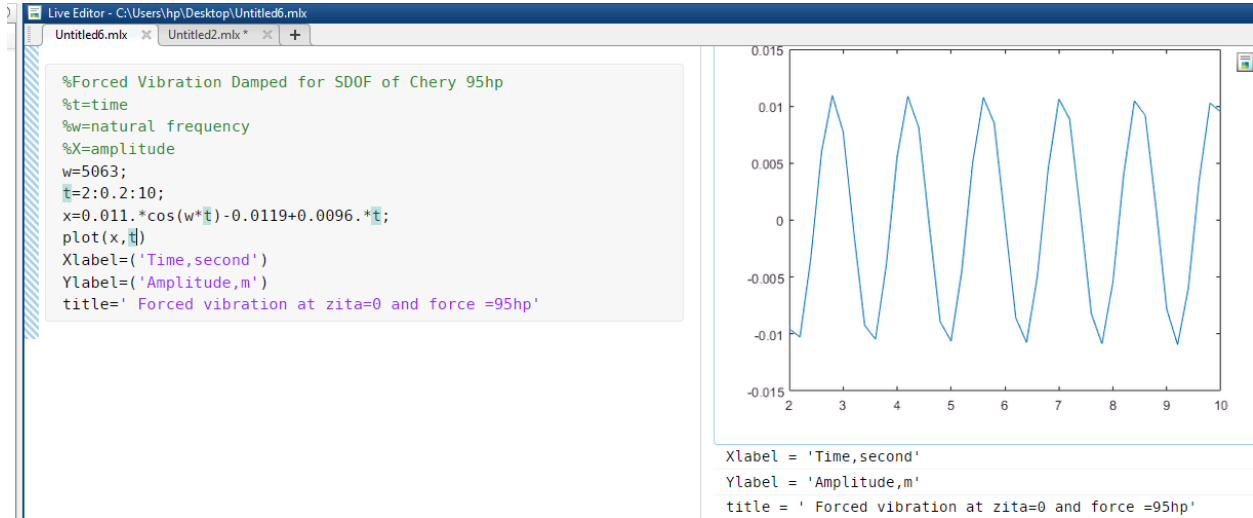 Live Editor - C:\Users\hp\Desktop\Untitled6.mlx
Untitled6.mlx Untitled2.mlx *
%Forced Vibration Damped for SDOF of Chery 95hp
%t=time
%w=natural frequency
%X=amplitude
w=5063;
t=2:0.2:10;
x=0.011.*cos(w*t)-0.0119+0.0096.*t;
plot(x,t)
Xlabel=('Time,second')
Ylabel=('Amplitude,m')
title=' Forced vibration at zita=0 and force =95hp'
0.015
0.01
0.005
0
-0.005
-0.01
-0.015
2 3 4 5 6 7 8 9 10
Xlabel = 'Time,second'
Ylabel = 'Amplitude,m'
title = ' Forced vibration at zita=0 and force =95hp'